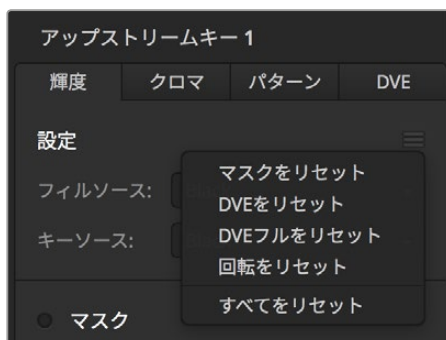 アップストリームキー 1
輝度 クロマ パターン DVE
設定
フィルソース:
キーソース:
マスクをリセット
DVEをリセット
DVEフルをリセット
回転をリセット
すべてをリセット
マスク